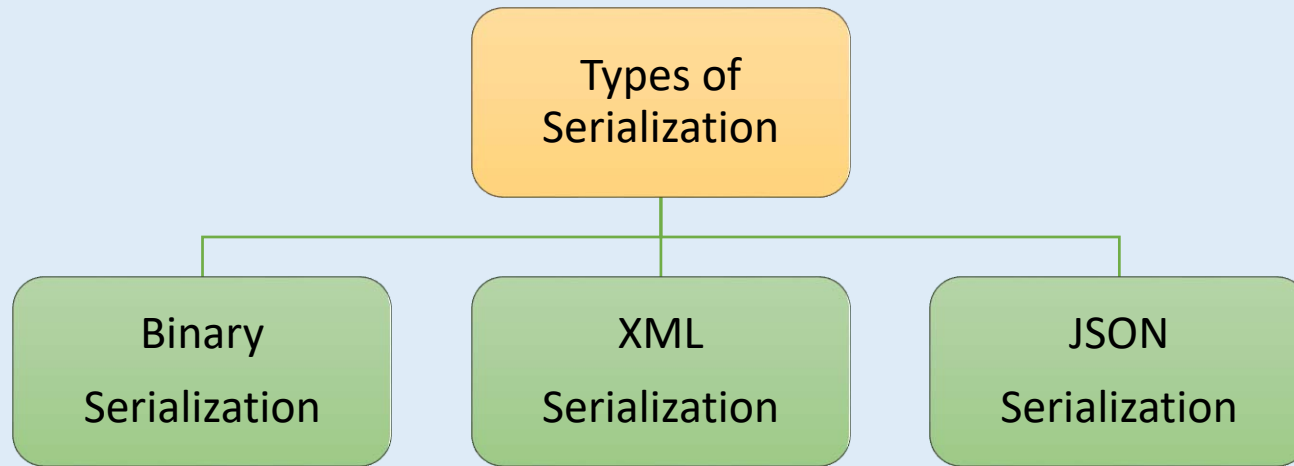 Types of
Serialization
Binary
Serialization
XML
Serialization
JSON
Serialization